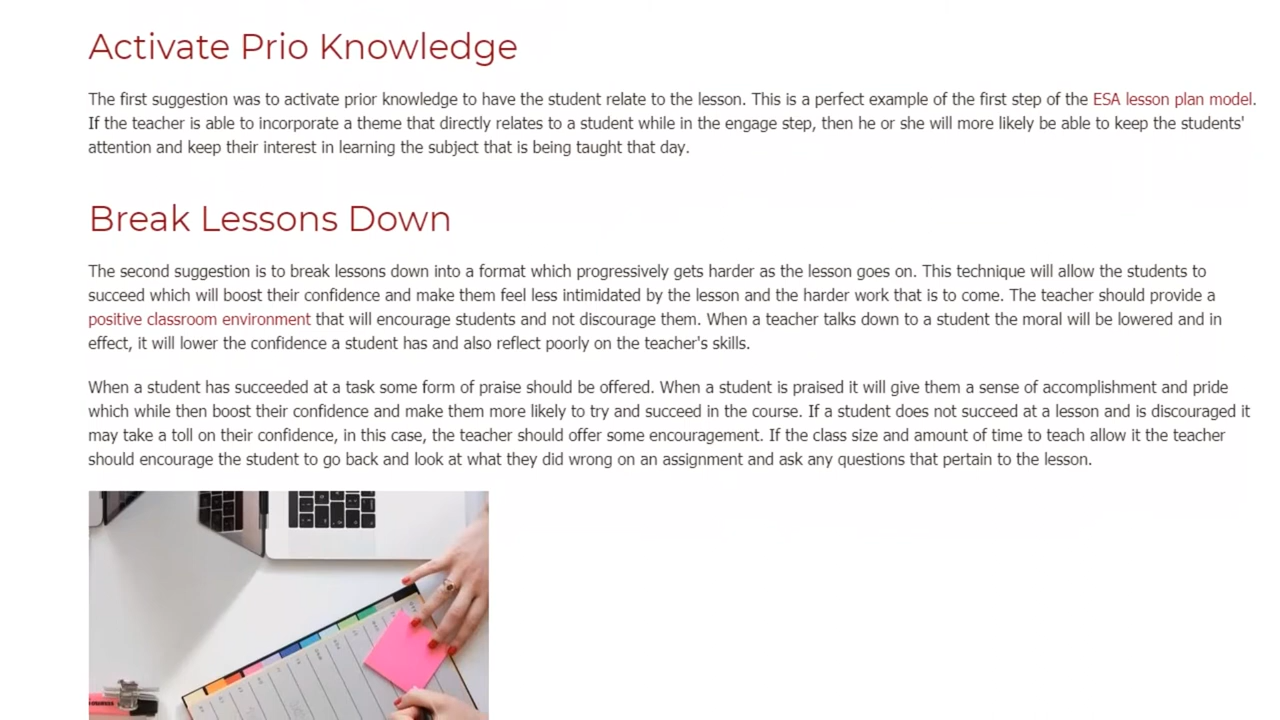 Activate Prio Knowledge
The first suggestion was to activate prior knowledge to have the student relate to the lesson. This is a perfect example of the first step of the ESA lesson plan model.
If the teacher is able to incorporate a theme that directly relates to a student while in the engage step, then he or she will more likely be able to keep the students'
attention and keep their interest in learning the subject that is being taught that day.
Break Lessons Down
The second suggestion is to break lessons down into a format which progressively gets harder as the lesson goes on. This technique will allow the students to
succeed which will boost their confidence and make them feel less intimidated by the lesson and the harder work that is to come. The teacher should provide a
positive classroom environment that will encourage students and not discourage them. When a teacher talks down to a student the moral will be lowered and in
effect, it will lower the confidence a student has and also reflect poorly on the teacher's skills.
When a student has succeeded at a task some form of praise should be offered. When a student is praised it will give them a sense of accomplishment and pride
which while then boost their confidence and make them more likely to try and succeed in the course. If a student does not succeed at a lesson and is discouraged it
may take a toll on their confidence, in this case, the teacher should offer some encouragement. If the class size and amount of time to teach allow it the teacher
should encourage the student to go back and look at what they did wrong on an assignment and ask any questions that pertain to the lesson.